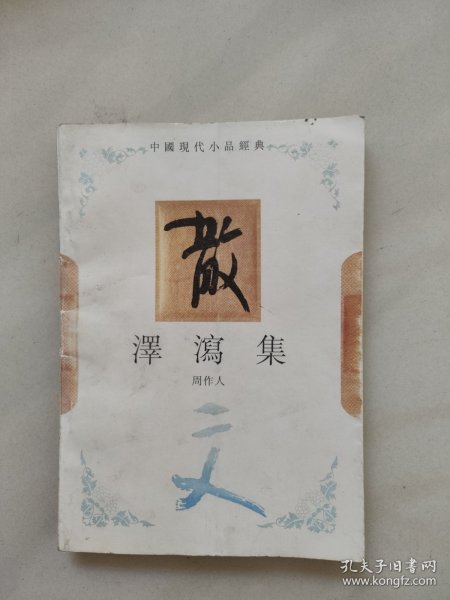 中國現代小品經典
散
澤瀉集
周作人
文
孔夫子旧书网
www.kongfz.com